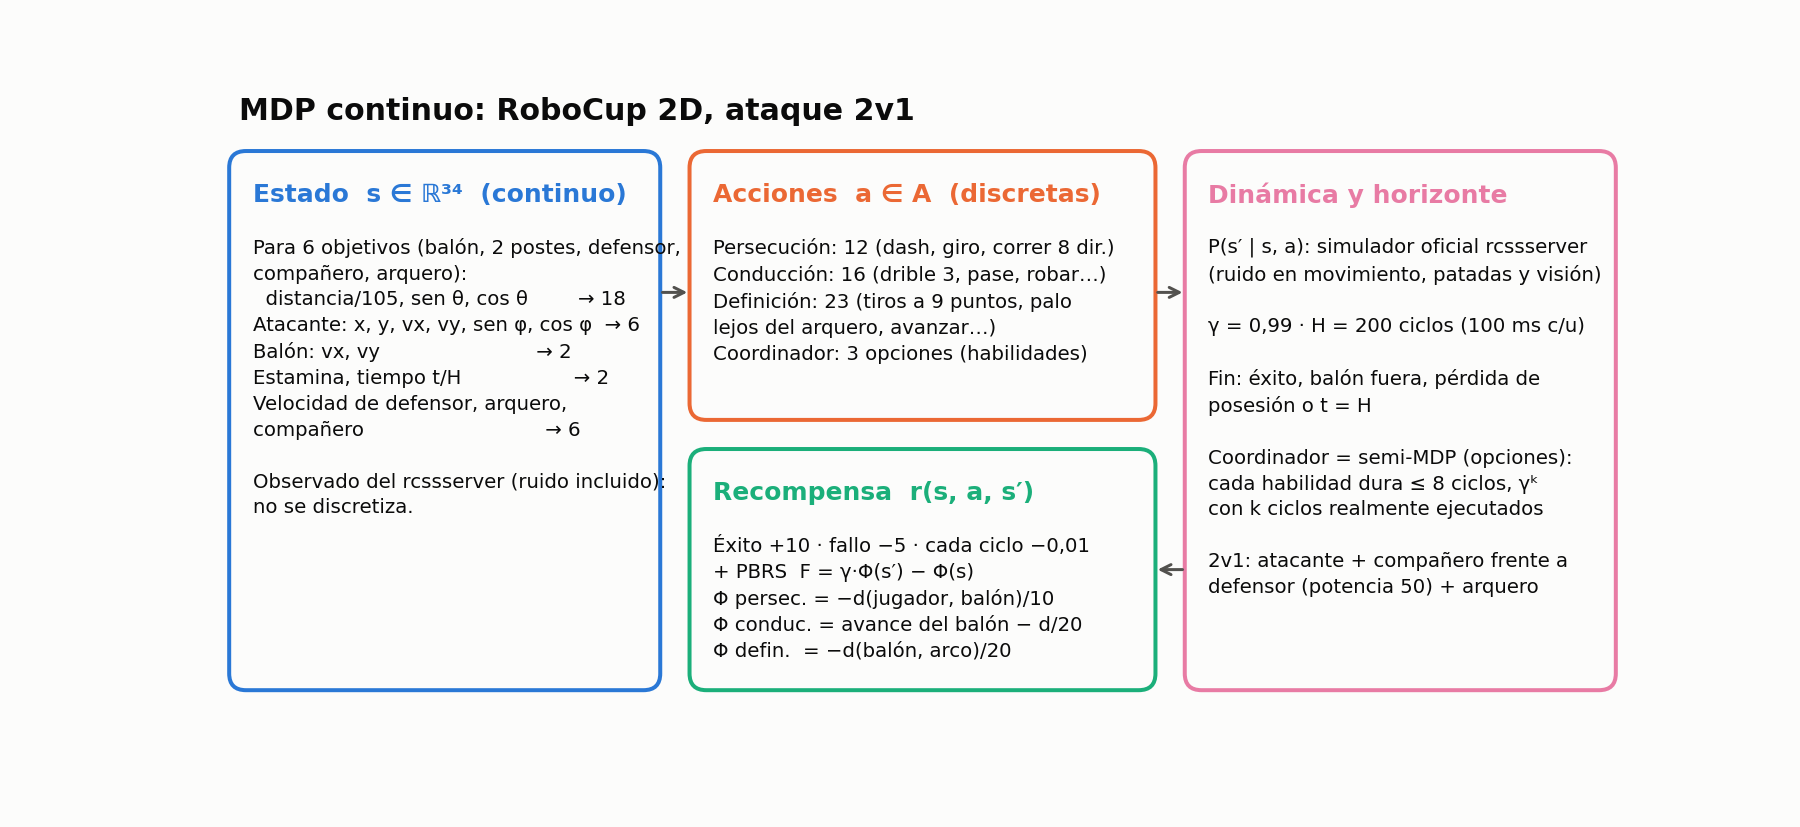 MDP continuo: RoboCup 2D, ataque 2v1
Estado s ∈ ℝ³⁴ (continuo)
Para 6 objetivos (balón, 2 postes, defensor,
compañero, arquero):
distancia/105, sen θ, cos θ → 18
Atacante: x, y, vx, vy, sen φ, cos φ → 6
Balón: vx, vy → 2
Estamina, tiempo t/H → 2
Velocidad de defensor, arquero,
compañero → 6
Observado del rcssserver (ruido incluido):
no se discretiza.
Acciones a ∈ A (discretas)
Persecución: 12 (dash, giro, correr 8 dir.)
Conducción: 16 (drible 3, pase, robar…)
Definición: 23 (tiros a 9 puntos, palo
lejos del arquero, avanzar…)
Coordinador: 3 opciones (habilidades)
Recompensa r(s, a, s′)
Éxito +10 · fallo −5 · cada ciclo −0,01
+ PBRS F = γ·Φ(s′) − Φ(s)
Φ persec. = −d(jugador, balón)/10
Φ conduc. = avance del balón − d/20
Φ defin. = −d(balón, arco)/20
Dinámica y horizonte
P(s′ | s, a): simulador oficial rcssserver
(ruido en movimiento, patadas y visión)
γ = 0,99 · H = 200 ciclos (100 ms c/u)
Fin: éxito, balón fuera, pérdida de
posesión o t = H
Coordinador = semi-MDP (opciones):
cada habilidad dura ≤ 8 ciclos, γᵏ
con k ciclos realmente ejecutados
2v1: atacante + compañero frente a
defensor (potencia 50) + arquero